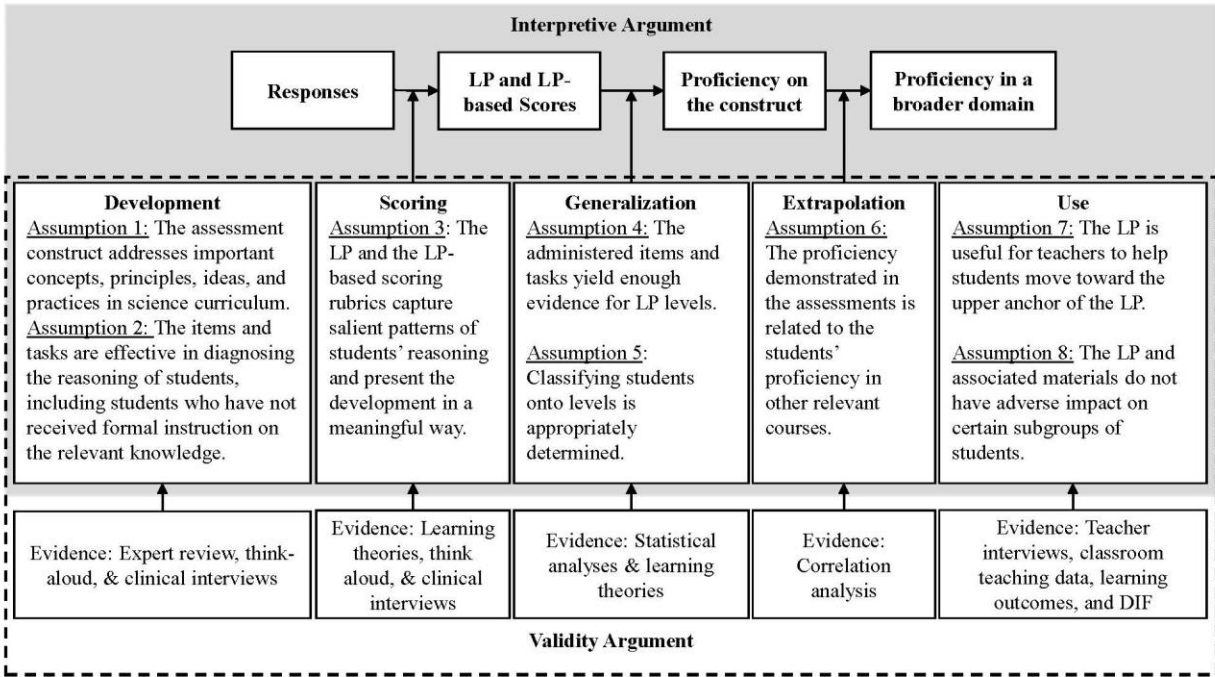 Interpretive Argument
Responses
LP and LP-
based Scores
Proficiency on
the construct
Proficiency in a
broader domain
Development
Assumption 1: The assessment
construct addresses important
concepts, principles, ideas, and
practices in science curriculum.
Assumption 2: The items and
tasks are effective in diagnosing
the reasoning of students,
including students who have not
received formal instruction on
the relevant knowledge.
Scoring
Assumption 3: The
LP and the LP-
based scoring
rubrics capture
salient patterns of
students’ reasoning
and present the
development in a
meaningful way.
Generalization
Assumption 4: The
administered items and
tasks yield enough
evidence for LP levels.
Assumption 5:
Classifying students
onto levels is
appropriately
determined.
Extrapolation
Assumption 6:
The proficiency
demonstrated in
the assessments is
related to the
students’
proficiency in
other relevant
courses.
Use
Assumption 7: The LP is
useful for teachers to help
students move toward the
upper anchor of the LP.
Assumption 8: The LP and
associated materials do not
have adverse impact on
certain subgroups of
students.
Evidence: Expert review, think-
aloud, & clinical interviews
Evidence: Learning
theories, think
aloud, & clinical
interviews
Evidence: Statistical
analyses & learning
theories
Evidence:
Correlation
analysis
Evidence: Teacher
interviews, classroom
teaching data, learning
outcomes, and DIF
Validity Argument